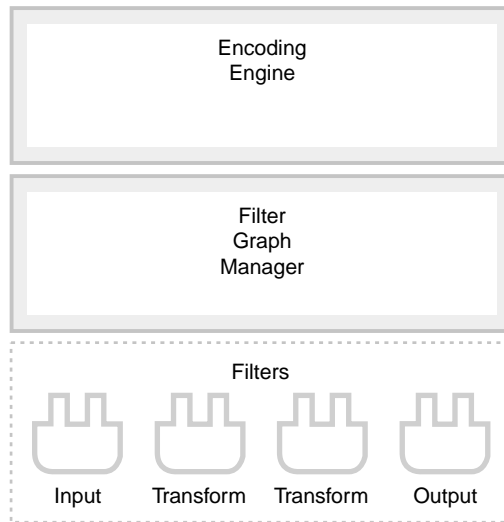 Encoding
Engine
Filter
Graph
Manager
Filters
Input Transform Transform Output